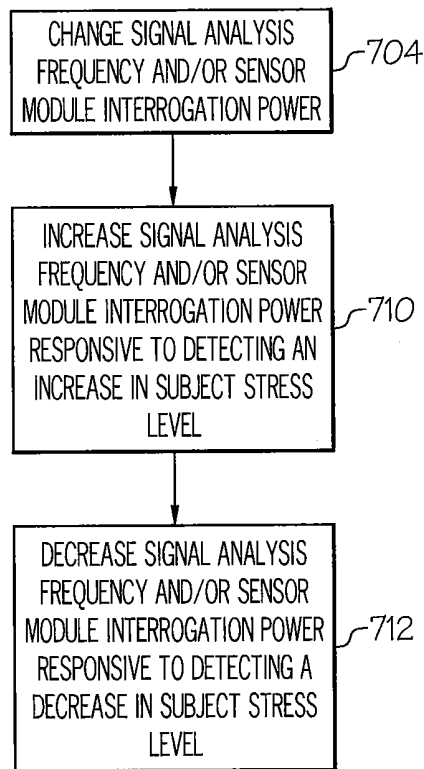 CHANGE SIGNAL ANALYSIS
FREQUENCY AND/OR SENSOR
MODULE INTERROGATION POWER
704
INCREASE SIGNAL ANALYSIS
FREQUENCY AND/OR SENSOR
MODULE INTERROGATION POWER
RESPONSIVE TO DETECTING AN
INCREASE IN SUBJECT STRESS
LEVEL
710
DECREASE SIGNAL ANALYSIS
FREQUENCY AND/OR SENSOR
MODULE INTERROGATION POWER
RESPONSIVE TO DETECTING A
DECREASE IN SUBJECT STRESS
LEVEL
712